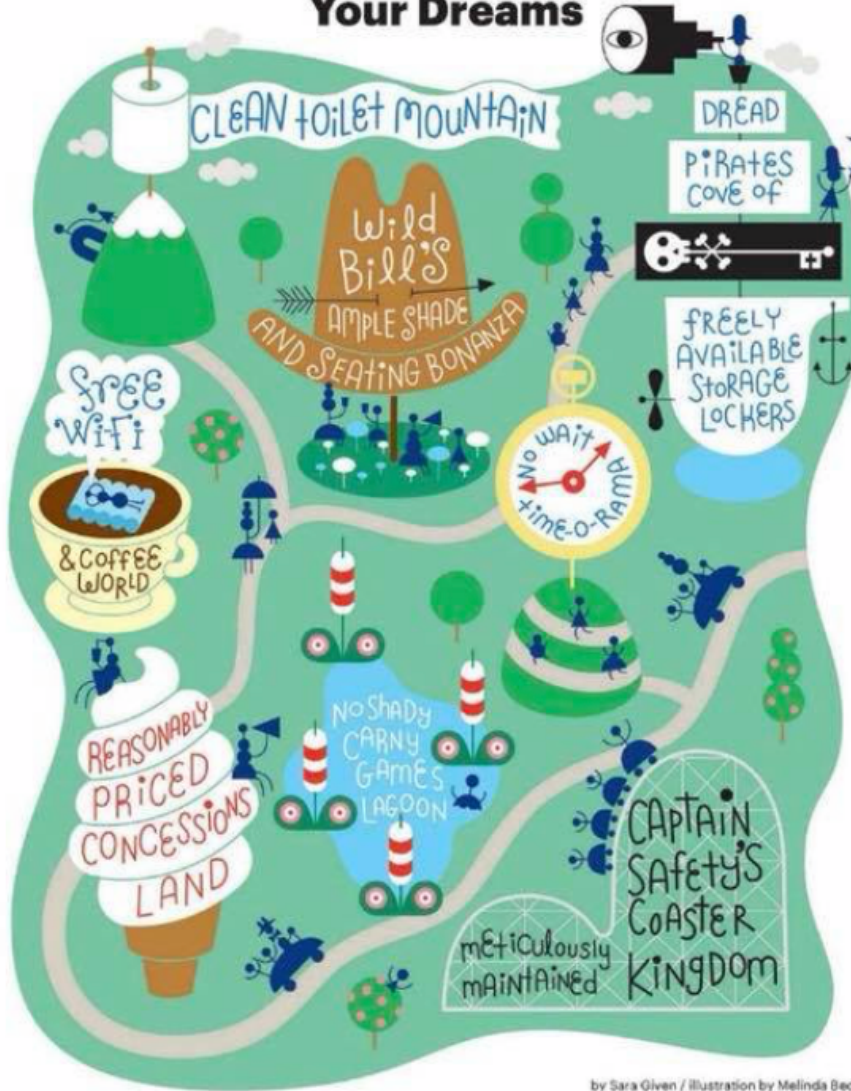 Your Dreams
CLEAN tOiLEt MOUNtAiN
DREAD
PiRAtES
COVE OF
Wild
Bill'S
AMPLE SHADE
AND SEAtiNG BONANZA
fREELY
AVAiLABLE
StORAGE
LOCKERS
fREE
WiFi
NO WAit
tiME-O-RAMA
& COffEE
WORLD
NO SHADY
CARNY
GAMES
LAGOON
REASONABLY
PRiCED
CONCESSiONS
LAND
CAPtAiN
SAfEtY'S
COAStER
KiNGDOM
MEtiCULOUSLY
MAiNtAiNED
by Sara Given / illustration by Melinda Bec